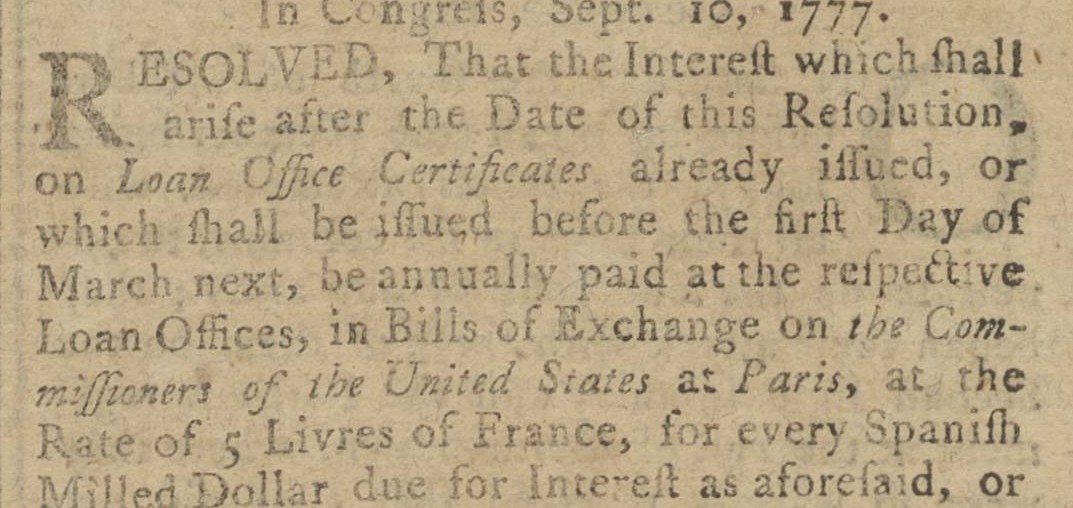 In Congreſs, Sept. 10, 1777.
RESOLVED, That the Intereſt which ſhall
ariſe after the Date of this Reſolution,
on Loan Office Certificates already iſſued, or
which ſhall be iſſued before the firſt Day of
March next, be annually paid at the reſpective
Loan Offices, in Bills of Exchange on the Com-
miſſioners of the United States at Paris, at the
Rate of 5 Livres of France, for every Spaniſh
Milled Dollar due for Intereſt as aforeſaid, or